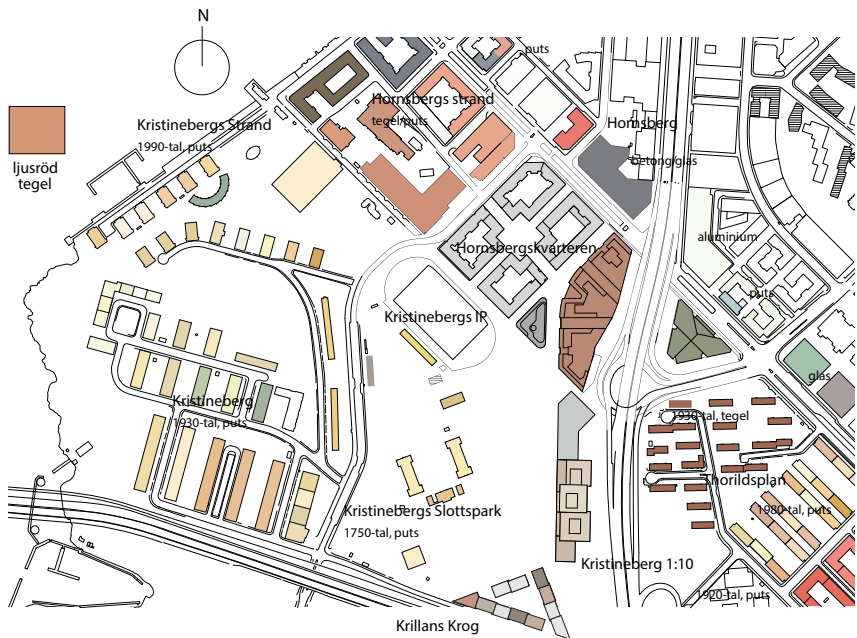 N
puts
Hornsbergs strand
tegel/puts
Kristinebergs Strand
1990-tal, puts
Hornsberg
betong/glas
ljusröd
tegel
aluminium
Hornsbergskvarteren
puts
Kristinebergs IP
glas
Kristineberg
1930-tal, puts
1930-tal, tegel
Thorildsplan
1980-tal, puts
Kristinebergs Slottspark
1750-tal, puts
Kristineberg 1:10
1920-tal, puts
Krillans Krog